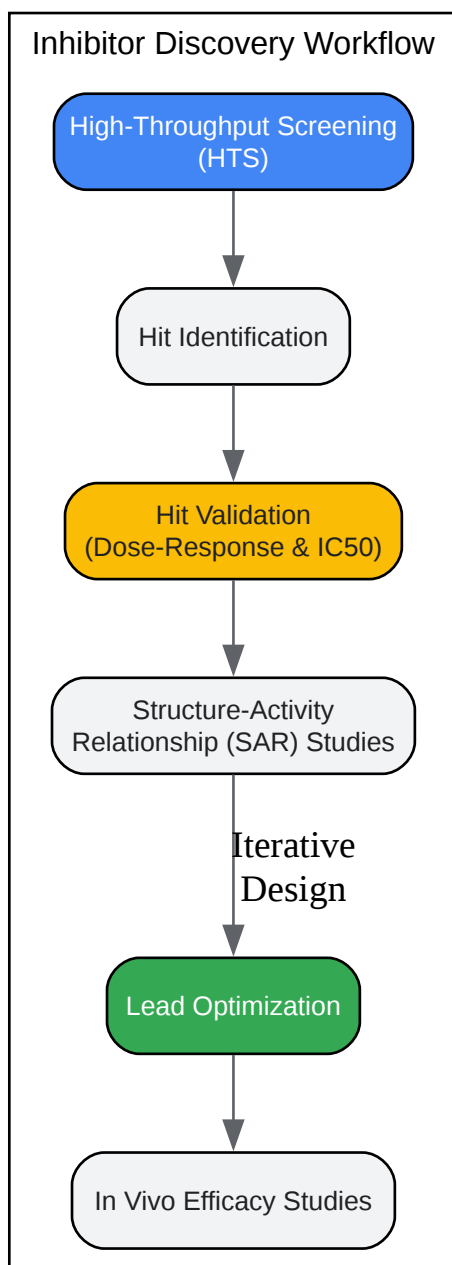 Inhibitor Discovery Workflow
High-Throughput Screening
(HTS)
Hit Identification
Hit Validation
(Dose-Response & IC50)
Structure-Activity
Relationship (SAR) Studies
Iterative
Design
Lead Optimization
In Vivo Efficacy Studies